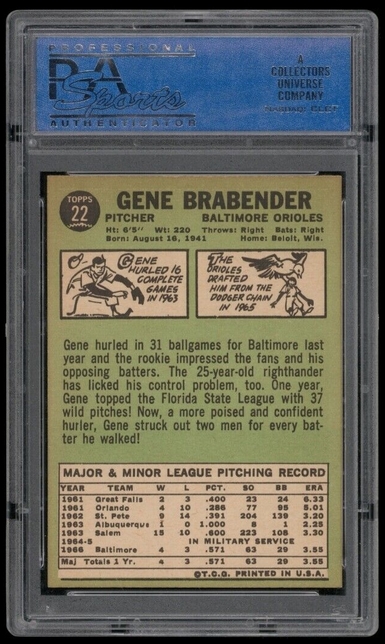 PROFESSIONAL
PSA
Sports
AUTHENTICATOR
A
COLLECTORS
UNIVERSE
COMPANY
NASDAQ: CLCT
TOPPS
22
GENE BRABENDER
PITCHER BALTIMORE ORIOLES
Ht: 6'5" Wt: 220 Throws: Right Bats: Right
Born: August 16, 1941 Home: Beloit, Wis.
GENE
HURLED 16
COMPLETE
GAMES
IN 1963
THE
ORIOLES
DRAFTED
HIM FROM THE
DODGER CHAIN
IN 1965
Gene hurled in 31 ballgames for Baltimore last
year and the rookie impressed the fans and his
opposing batters. The 25-year-old righthander
has licked his control problem, too. One year,
Gene topped the Florida State League with 37
wild pitches! Now, a more poised and confident
hurler, Gene struck out two men for every bat-
ter he walked!
MAJOR & MINOR LEAGUE PITCHING RECORD
YEAR TEAM W L PCT. SO BB ERA
1961 Great Falls 2 3 .400 23 24 6.33
1961 Orlando 4 10 .286 77 95 5.01
1962 St. Pete 9 14 .391 204 139 3.20
1963 Albuquerque 1 0 1.000 8 1 2.25
1963 Salem 15 10 .600 223 108 3.30
1964-5 IN MILITARY SERVICE
1966 Baltimore 4 3 .571 63 29 3.55
Maj Totals 1 Yr. 4 3 .571 63 29 3.55
©T.C.G. PRINTED IN U.S.A.